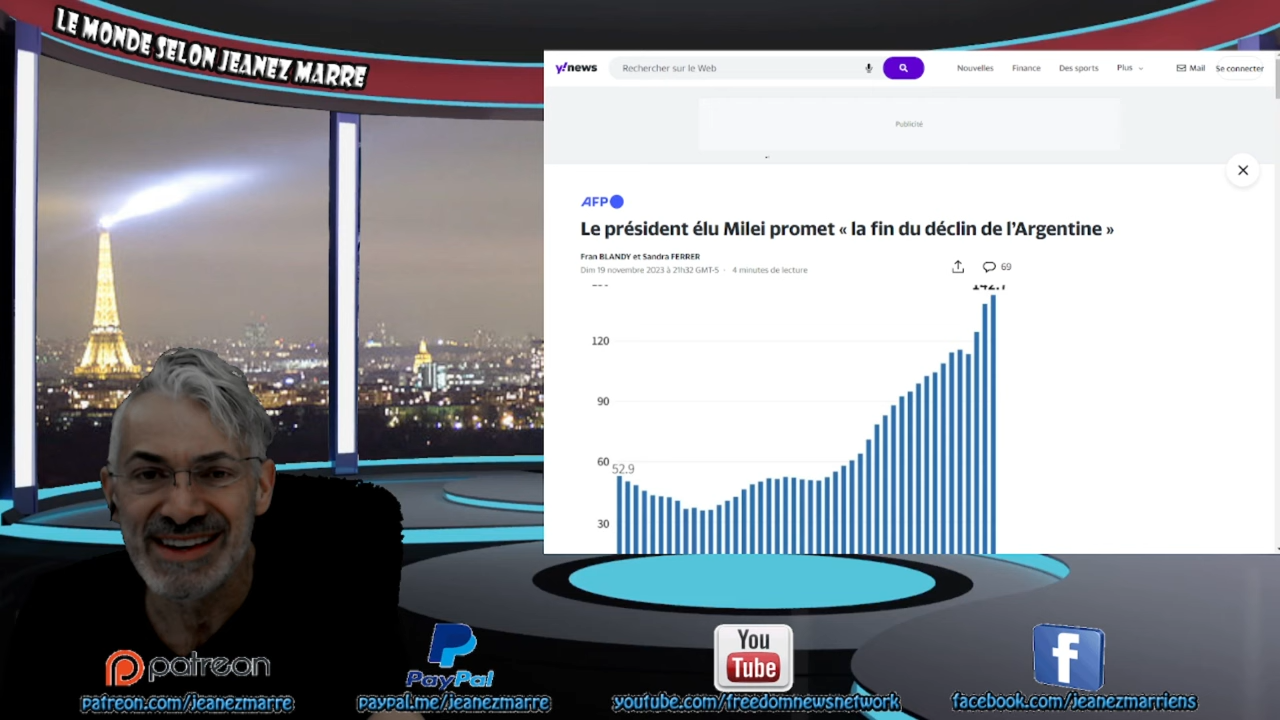 LE MONDE SELON JEANEZ MARRE
y!news
Rechercher sur le Web
Nouvelles
Finance
Des sports
Plus
Mail
Se connecter
Publicité
AFP
Le président élu Milei promet « la fin du déclin de l'Argentine »
Fran BLANDY et Sandra FERRER
Dim 19 novembre 2023 à 21h32 GMT-5 · 4 minutes de lecture
69
142.7
120
90
60
52.9
30
patreon
PayPal
You
Tube
f
patreon.com/jeanezmarre
paypal.me/jeanezmarre
youtube.com/freedomnewsnetwork
facebook.com/jeanezmarriens